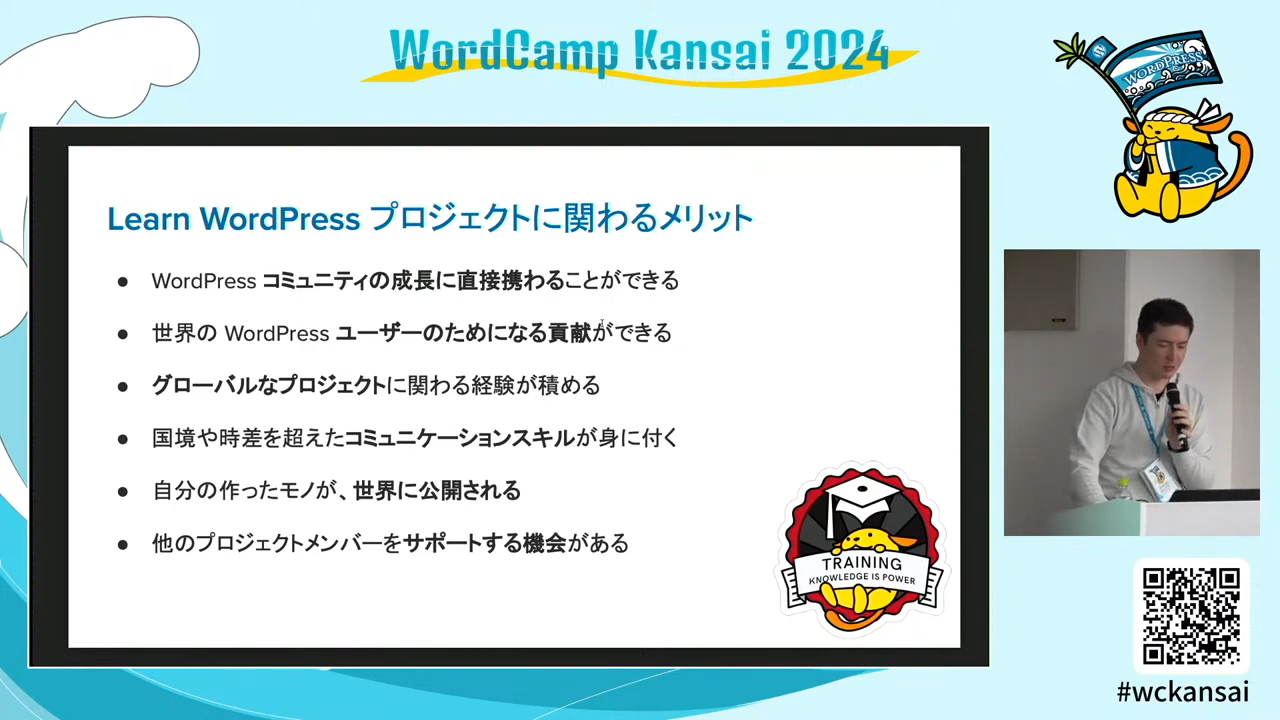 WordCamp Kansai 2024
WORDPRESS
Learn WordPress プロジェクトに関わるメリット
● WordPress コミュニティの成長に直接携わることができる
● 世界の WordPress ユーザーのためになる貢献ができる
● グローバルなプロジェクトに関わる経験が積める
● 国境や時差を超えたコミュニケーションスキルが身に付く
● 自分の作ったモノが、世界に公開される
● 他のプロジェクトメンバーをサポートする機会がある
TRAINING
KNOWLEDGE IS POWER
#wckansai